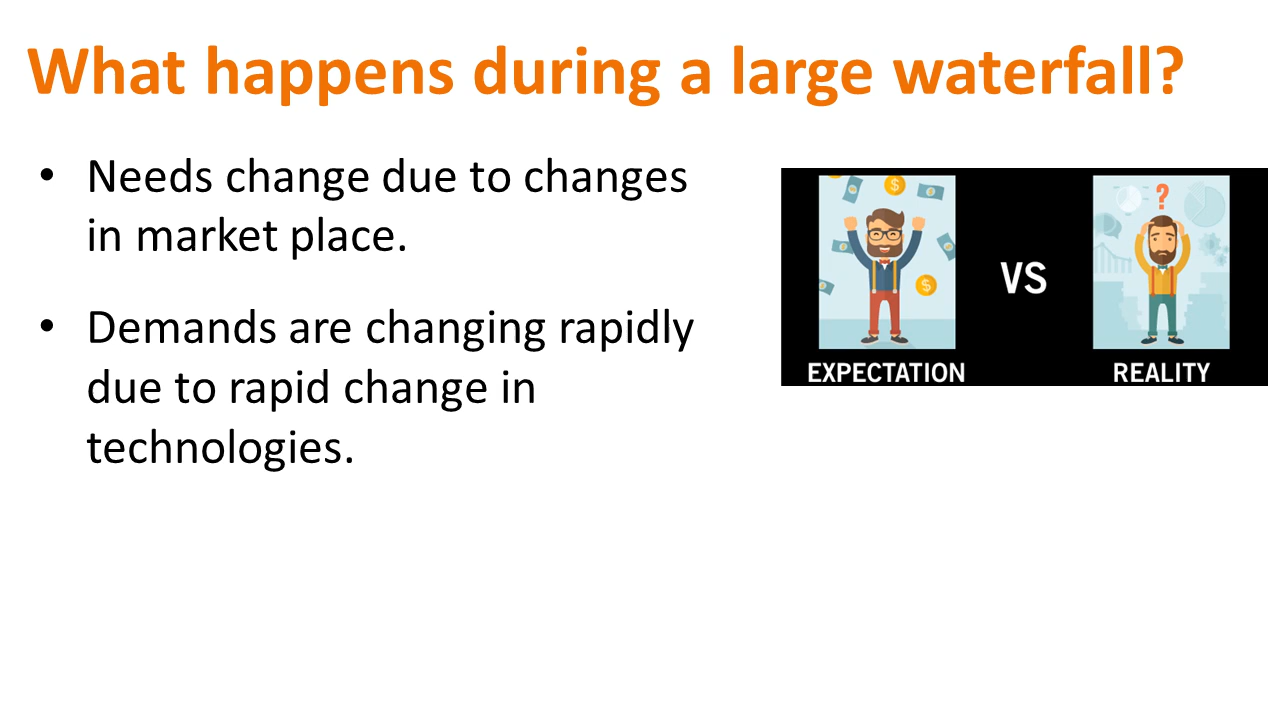 What happens during a large waterfall?
• Needs change due to changes
in market place.
• Demands are changing rapidly
due to rapid change in
technologies.
$
$
?
VS
EXPECTATION
REALITY